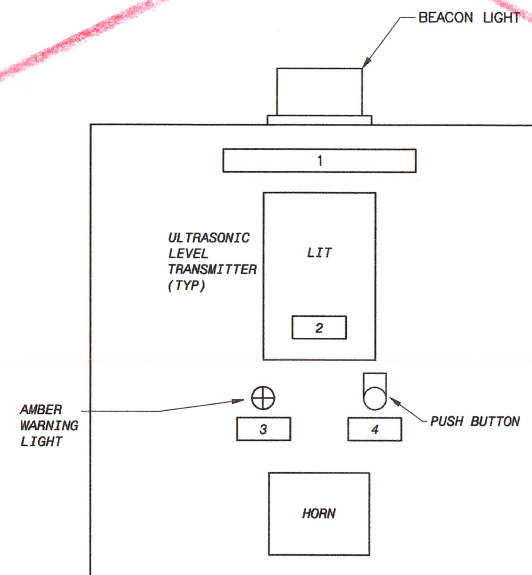 BEACON LIGHT
1
ULTRASONIC
LEVEL
TRANSMITTER
(TYP)
LIT
2
AMBER
WARNING
LIGHT
3
4
PUSH BUTTON
HORN